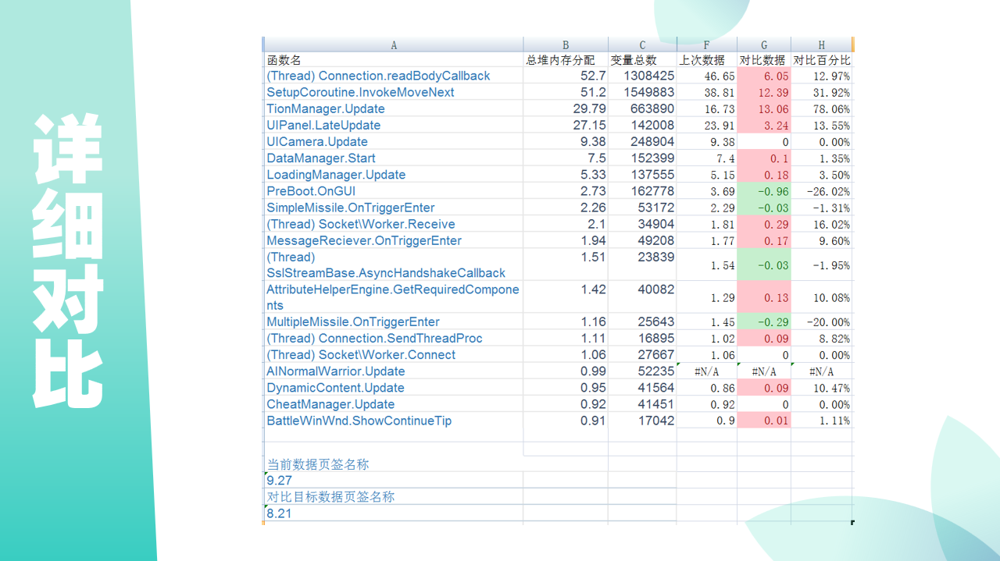 详细对比
A B C F G H
函数名 总堆内存分配 变量总数 上次数据 对比数据 对比百分比
(Thread) Connection.readBodyCallback 52.7 1308425 46.65 6.05 12.97%
SetupCoroutine.InvokeMoveNext 51.2 1549883 38.81 12.39 31.92%
TionManager.Update 29.79 663890 16.73 13.06 78.06%
UIPanel.LateUpdate 27.15 142008 23.91 3.24 13.55%
UICamera.Update 9.38 248904 9.38 0 0.00%
DataManager.Start 7.5 152399 7.4 0.1 1.35%
LoadingManager.Update 5.33 137555 5.15 0.18 3.50%
PreBoot.OnGUI 2.73 162778 3.69 -0.96 -26.02%
SimpleMissile.OnTriggerEnter 2.26 53172 2.29 -0.03 -1.31%
(Thread) Socket\Worker.Receive 2.1 34904 1.81 0.29 16.02%
MessageReciever.OnTriggerEnter 1.94 49208 1.77 0.17 9.60%
(Thread)
SslStreamBase.AsyncHandshakeCallback 1.51 23839 1.54 -0.03 -1.95%
AttributeHelperEngine.GetRequiredCompone
nts 1.42 40082 1.29 0.13 10.08%
MultipleMissile.OnTriggerEnter 1.16 25643 1.45 -0.29 -20.00%
(Thread) Connection.SendThreadProc 1.11 16895 1.02 0.09 8.82%
(Thread) Socket\Worker.Connect 1.06 27667 1.06 0 0.00%
AINormalWarrior.Update 0.99 52235 #N/A #N/A #N/A
DynamicContent.Update 0.95 41564 0.86 0.09 10.47%
CheatManager.Update 0.92 41451 0.92 0 0.00%
BattleWinWnd.ShowContinueTip 0.91 17042 0.9 0.01 1.11%
当前数据页签名称
9.27
对比目标数据页签名称
8.21